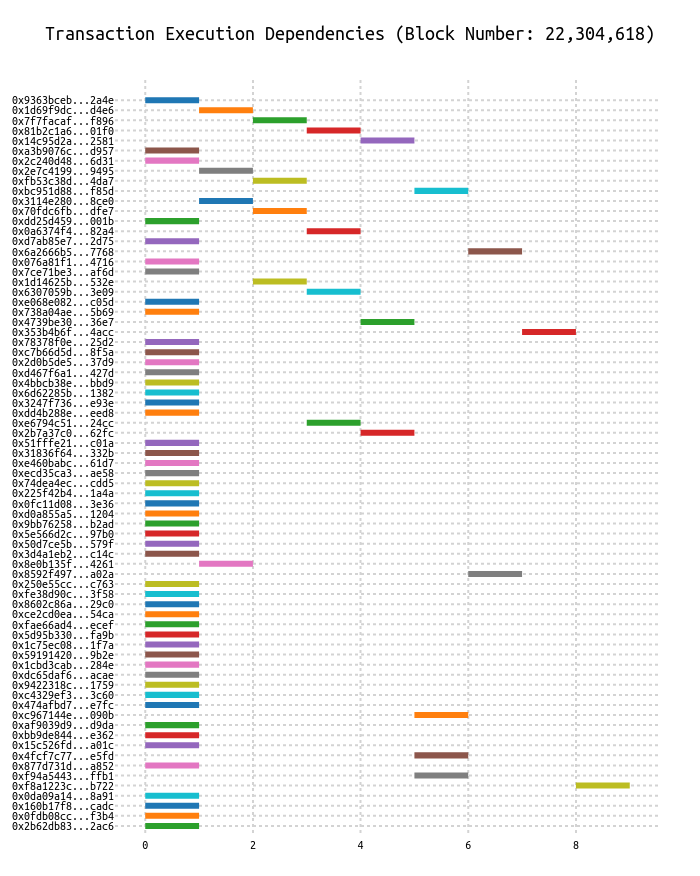 Transaction Execution Dependencies (Block Number: 22,304,618)
0x9363bceb...2a4e
0x1d69f9dc...d4e6
0x7f7facaf...f896
0x81b2c1a6...01f0
0x14c95d2a...2581
0xa3b9076c...d957
0x2c240d48...6d31
0x2e7c4199...9495
0xfb53c38d...4da7
0xbc951d88...f85d
0x3114e280...8ce0
0x70fdc6fb...dfe7
0xdd25d459...001b
0x0a6374f4...82a4
0xd7ab85e7...2d75
0x6a2666b5...7768
0x076a81f1...4716
0x7ce71be3...af6d
0x1d14625b...532e
0x6307059b...3e09
0xe068e082...c05d
0x738a04ae...5b69
0x4739be30...36e7
0x353b4b6f...4acc
0x78378f0e...25d2
0xc7b66d5d...8f5a
0x2d0b5de5...37d9
0xd467f6a1...427d
0x4bbcb38e...bbd9
0x6d62285b...1382
0x3247f736...e93e
0xdd4b288e...eed8
0xe6794c51...24cc
0x2b7a37c0...62fc
0x51fffe21...c01a
0x31836f64...332b
0xe460babc...61d7
0xecd35ca3...ae58
0x74dea4ec...cdd5
0x225f42b4...1a4a
0x0fc11d08...3e36
0xd0a855a5...1204
0x9bb76258...b2ad
0x5e566d2c...97b0
0x50d7ce5b...579f
0x3d4a1eb2...c14c
0x8e0b135f...4261
0x8592f497...a02a
0x250e55cc...c763
0xfe38d90c...3f58
0x8602c86a...29c0
0xce2cd0ea...54ca
0xfae66ad4...ecef
0x5d95b330...fa9b
0x1c75ec08...1f7a
0x59191420...9b2e
0x1cbd3cab...284e
0xdc65daf6...acae
0x9422318c...1759
0xc4329ef3...3c60
0x474afbd7...e7fc
0xc967144e...090b
0xaf9039d9...d9da
0xbb9de844...e362
0x15c526fd...a01c
0x4fcf7c77...e5fd
0x877d731d...a852
0xf94a5443...ffb1
0xf8a1223c...b722
0x0da09a14...8a91
0x160b17f8...cadc
0x0fdb08cc...f3b4
0x2b62db83...2ac6
0 2 4 6 8